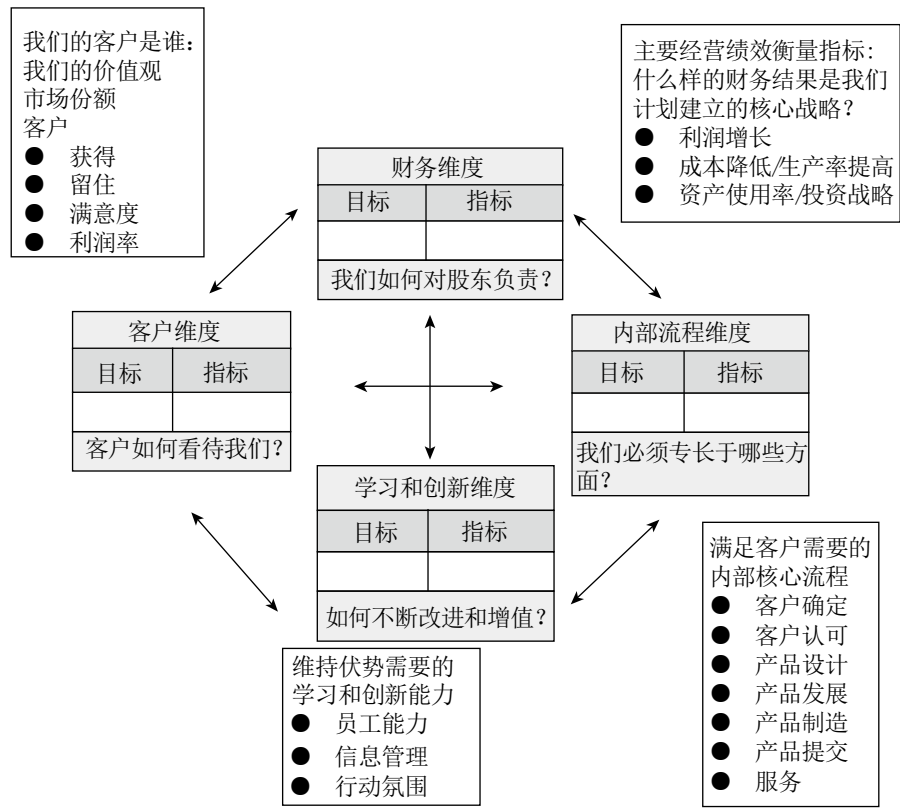 我们的客户是谁：
我们的价值观
市场份额
客户
● 获得
● 留住
● 满意度
● 利润率
主要经营绩效衡量指标：
什么样的财务结果是我们
计划建立的核心战略？
● 利润增长
● 成本降低/生产率提高
● 资产使用率/投资战略
财务维度
目标 指标
我们如何对股东负责？
客户维度
目标 指标
客户如何看待我们？
内部流程维度
目标 指标
我们必须专长于哪些方
面？
学习和创新维度
目标 指标
如何不断改进和增值？
维持优势需要的
学习和创新能力
● 员工能力
● 信息管理
● 行动氛围
满足客户需要的
内部核心流程
● 客户确定
● 客户认可
● 产品设计
● 产品发展
● 产品制造
● 产品提交
● 服务